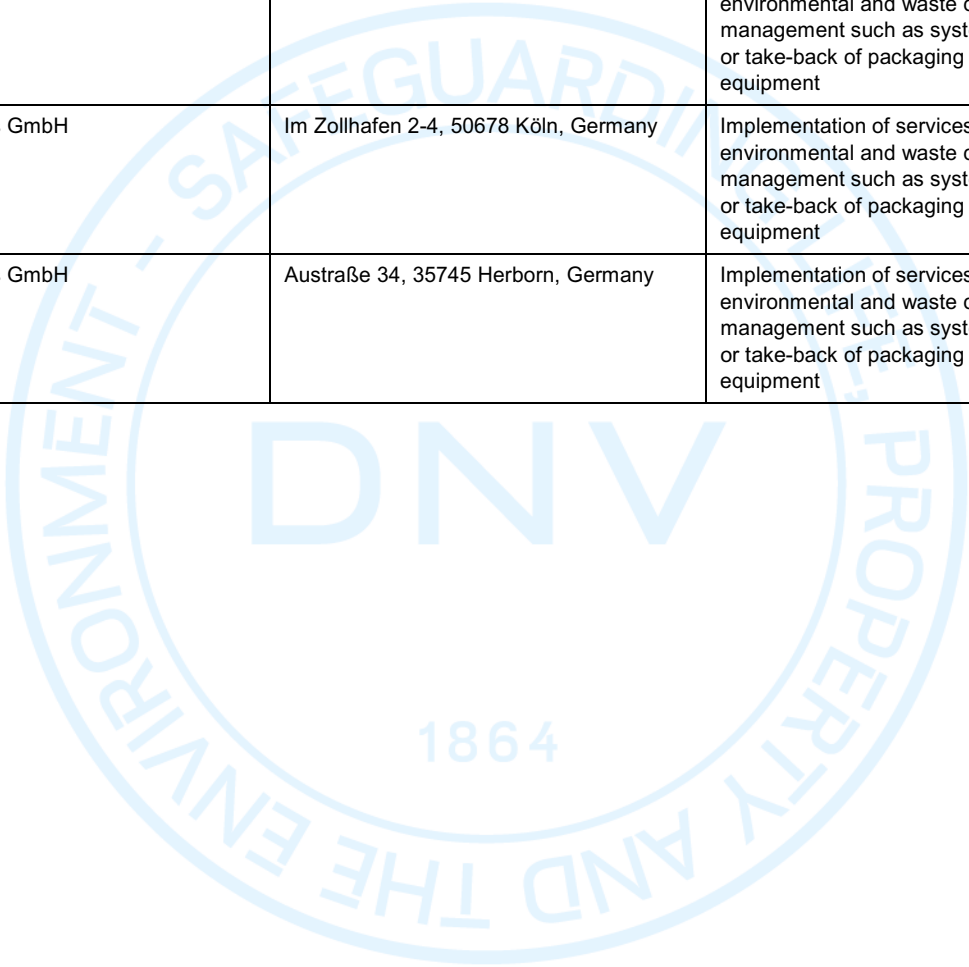 environmental and waste
management such as
or take-back of packaging
equipment
GmbH
Im Zollhafen 2-4, 50678 Köln, Germany
Implementation of services
environmental and waste
management such as
or take-back of packaging
equipment
GmbH
Austraße 34, 35745 Herborn, Germany
Implementation of services
environmental and waste
management such as
or take-back of packaging
equipment
SAFEGUARDING LIFE, PROPERTY AND THE ENVIRONMENT –
DNV
1864